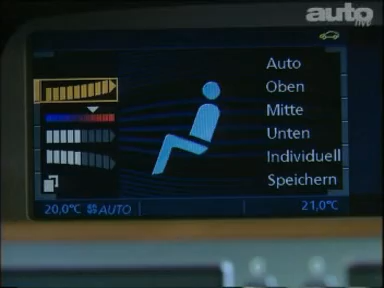 auto
Auto
Oben
Mitte
Unten
Individuell
Speichern
20,0°C AUTO 21,0°C